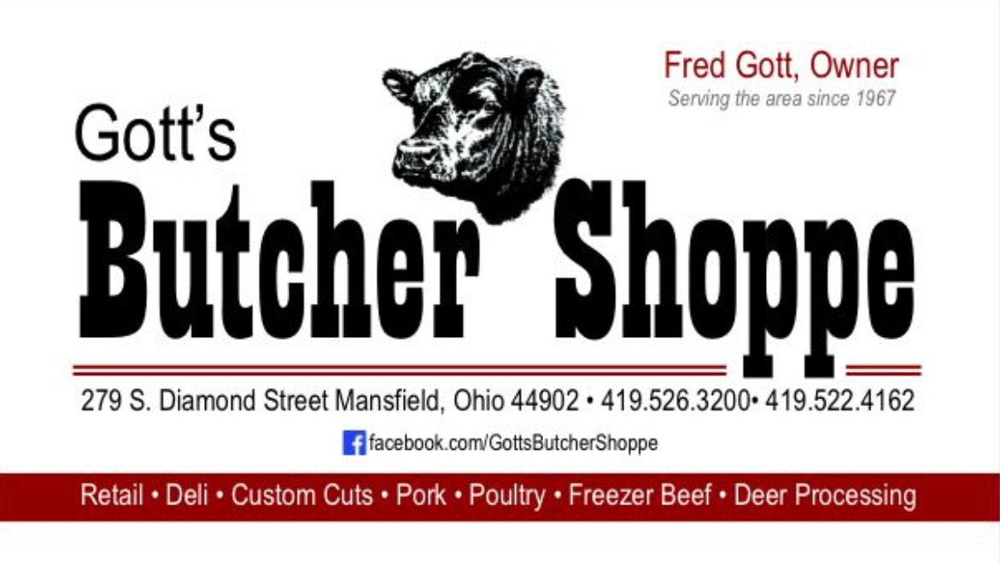 Fred Gott, Owner
Serving the area since 1967
Gott's
Butcher Shoppe
279 S. Diamond Street Mansfield, Ohio 44902 • 419.526.3200• 419.522.4162
f facebook.com/GottsButcherShoppe
Retail • Deli • Custom Cuts • Pork • Poultry • Freezer Beef • Deer Processing